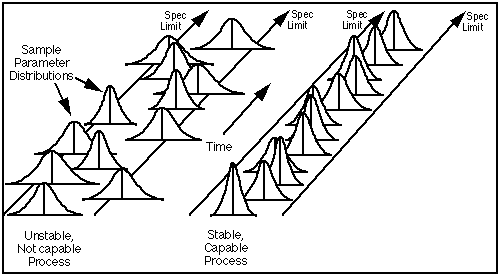 Spec
Limit
Spec
Limit
Spec
Limit
Spec
Limit
Sample
Parameter
Distributions
Time
Unstable,
Not capable
Process
Stable,
Capable
Process